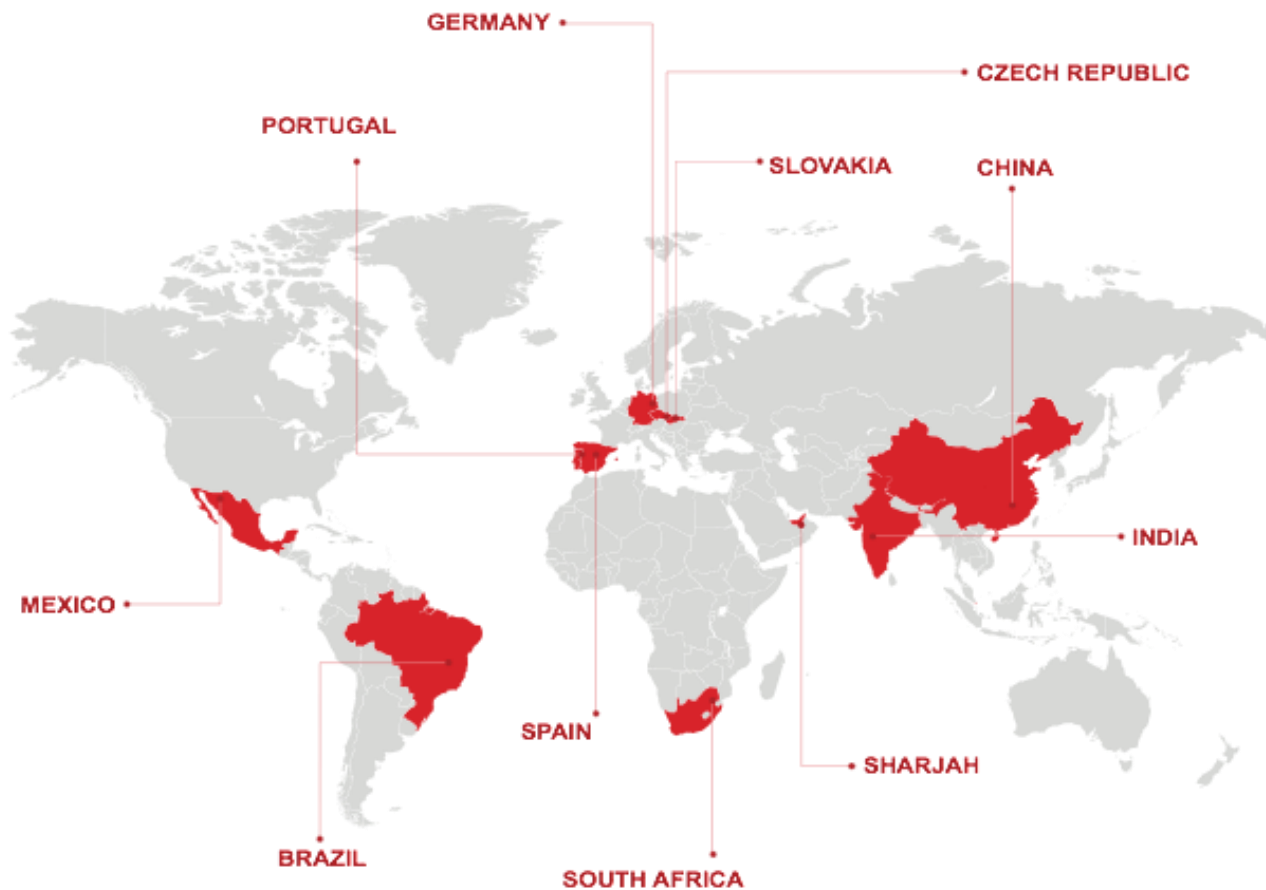 GERMANY
CZECH REPUBLIC
PORTUGAL
SLOVAKIA
CHINA
INDIA
MEXICO
SPAIN
SHARJAH
BRAZIL
SOUTH AFRICA